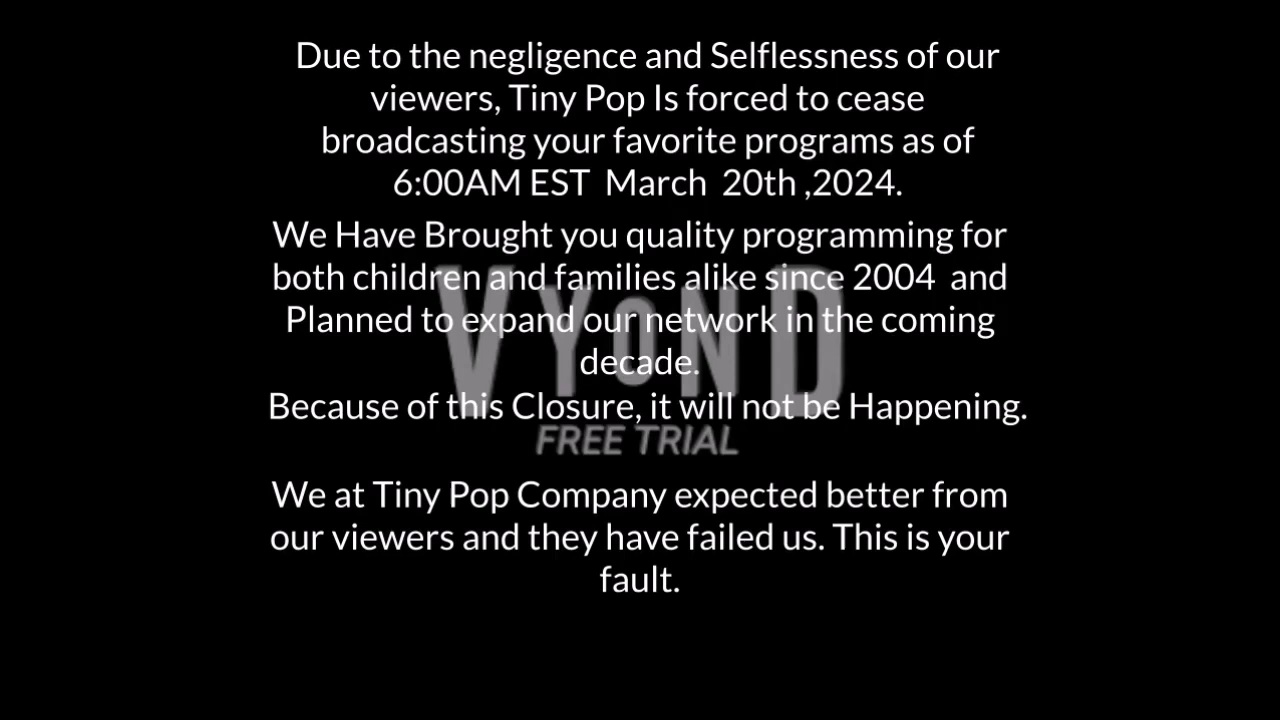 Due to the negligence and Selflessness of our
viewers, Tiny Pop Is forced to cease
broadcasting your favorite programs as of
6:00AM EST  March  20th ,2024.
We Have Brought you quality programming for
both children and families alike since 2004  and
Planned to expand our network in the coming
decade.
Because of this Closure, it will not be Happening.
VYonD
FREE TRIAL
We at Tiny Pop Company expected better from
our viewers and they have failed us. This is your
fault.